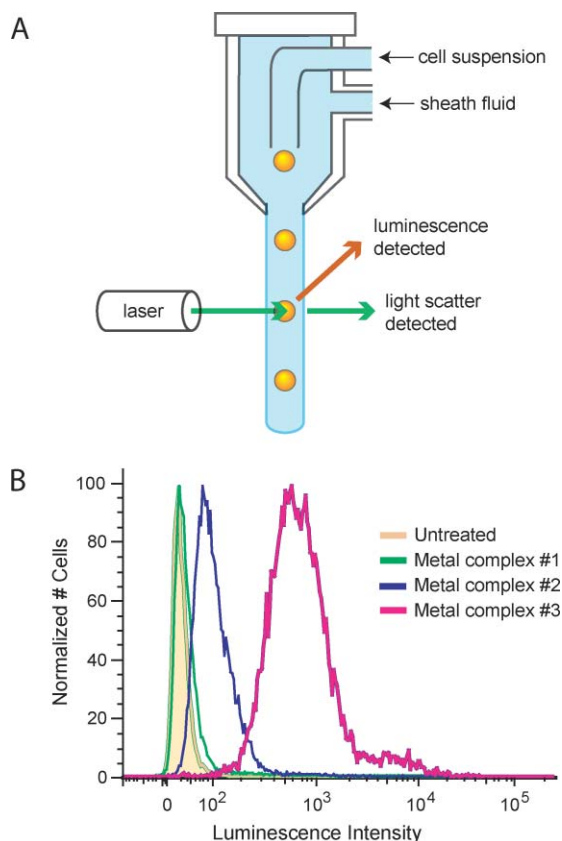 A
cell suspension
sheath fluid
luminescence
detected
laser
light scatter
detected
B
Normalized # Cells
100
80
60
40
20
0
Untreated
Metal complex #1
Metal complex #2
Metal complex #3
0 10² 10³ 10⁴ 10⁵
Luminescence Intensity